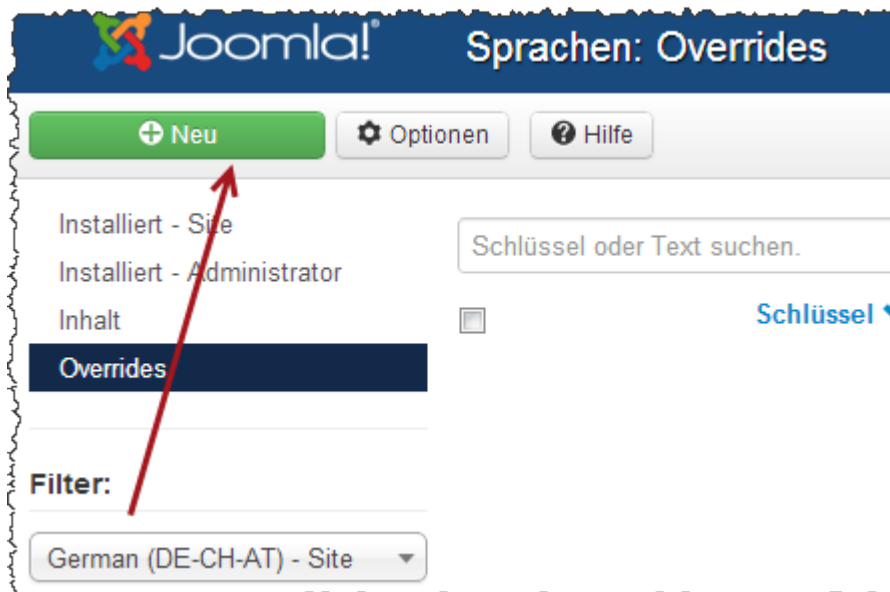 Joomla!® Sprachen: Overrides
Neu Optionen Hilfe
Installiert - Site
Installiert - Administrator
Inhalt
Overrides
Filter:
German (DE-CH-AT) - Site
Schlüssel oder Text suchen.
Schlüssel